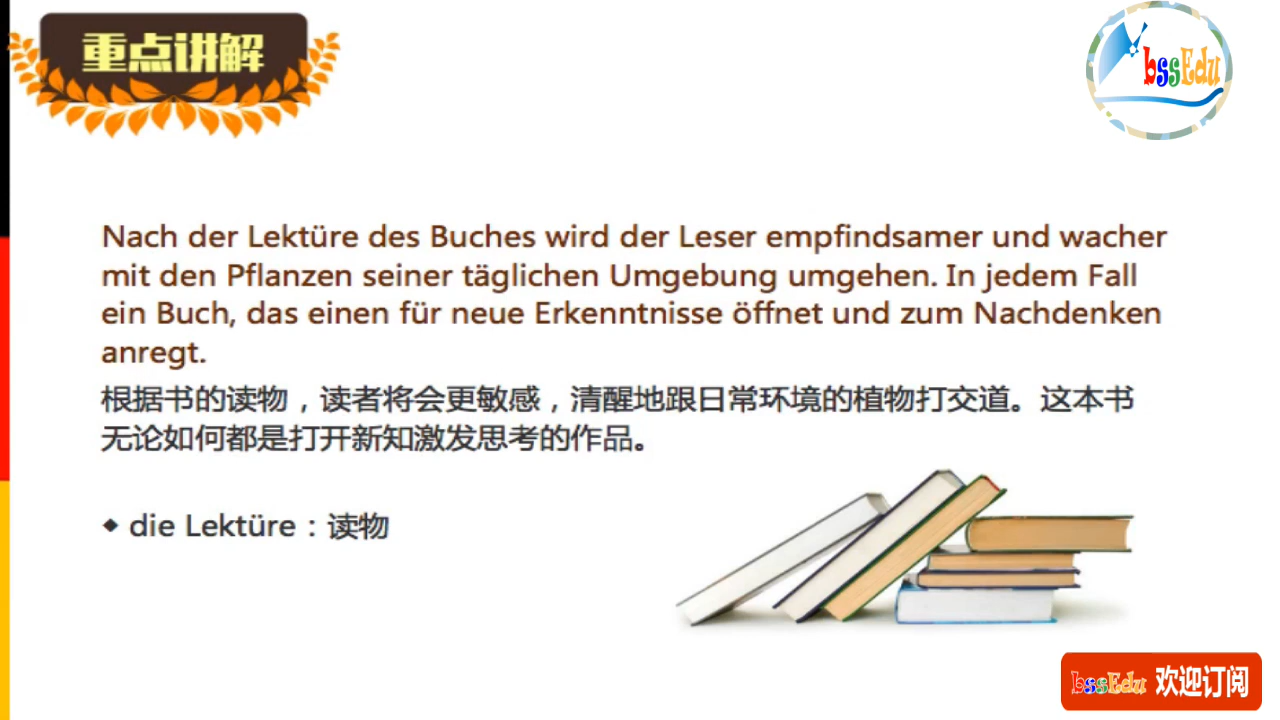 重点讲解
bssEdu
Nach der Lektüre des Buches wird der Leser empfindsamer und wacher
mit den Pflanzen seiner täglichen Umgebung umgehen. In jedem Fall
ein Buch, das einen für neue Erkenntnisse öffnet und zum Nachdenken
anregt.
根据书的读物，读者将会更敏感，清醒地跟日常环境的植物打交道。这本书
无论如何都是打开新知激发思考的作品。
◆ die Lektüre：读物
bssEdu 欢迎订阅